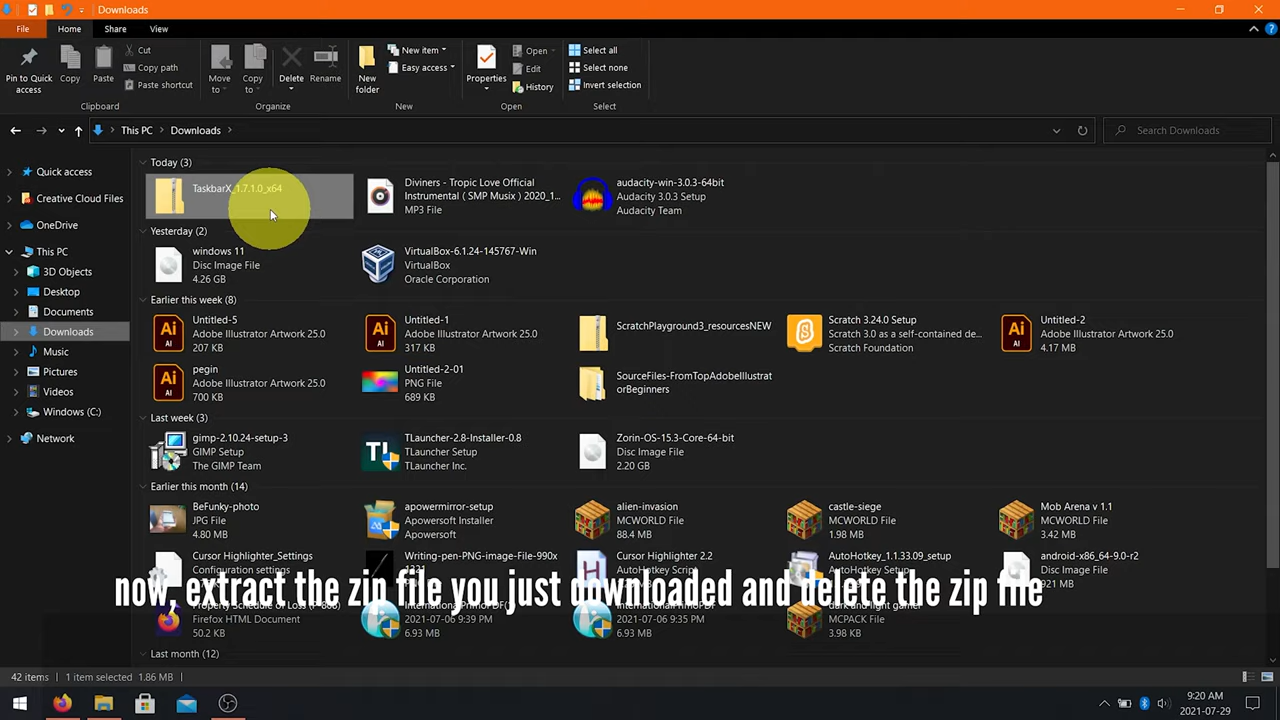 Downloads
File Home Share View
Pin to Quick access
Copy
Paste
Cut
Copy path
Paste shortcut
Clipboard
Move to
Copy to
Delete
Rename
Organize
New folder
New item
Easy access
New
Properties
Open
Edit
History
Open
Select all
Select none
Invert selection
Select
This PC > Downloads >
Search Downloads
Quick access
Creative Cloud Files
OneDrive
This PC
3D Objects
Desktop
Documents
Downloads
Music
Pictures
Videos
Windows (C:)
Network
Today (3)
TaskbarX_1.7.1.0_x64
Diviners - Tropic Love Official
Instrumental ( SMP Musix ) 2020_1...
MP3 File
audacity-win-3.0.3-64bit
Audacity 3.0.3 Setup
Audacity Team
Yesterday (2)
windows 11
Disc Image File
4.26 GB
VirtualBox-6.1.24-145767-Win
VirtualBox
Oracle Corporation
Earlier this week (8)
Untitled-5
Adobe Illustrator Artwork 25.0
207 KB
Untitled-1
Adobe Illustrator Artwork 25.0
317 KB
ScratchPlayground3_resourcesNEW
Scratch 3.24.0 Setup
Scratch 3.0 as a self-contained de...
Scratch Foundation
Untitled-2
Adobe Illustrator Artwork 25.0
4.17 MB
pegin
Adobe Illustrator Artwork 25.0
700 KB
Untitled-2-01
PNG File
689 KB
SourceFiles-FromTopAdobeIllustrat
orBeginners
Last week (3)
gimp-2.10.24-setup-3
GIMP Setup
The GIMP Team
TLauncher-2.8-Installer-0.8
TLauncher Setup
TLauncher Inc.
Zorin-OS-15.3-Core-64-bit
Disc Image File
2.20 GB
Earlier this month (14)
BeFunky-photo
JPG File
4.80 MB
apowermirror-setup
Apowersoft Installer
Apowersoft
alien-invasion
MCWORLD File
88.4 MB
castle-siege
MCWORLD File
1.98 MB
Mob Arena v 1.1
MCWORLD File
3.42 MB
Cursor Highlighter_Settings
Configuration settings
Writing-pen-PNG-image-File-990x
Cursor Highlighter 2.2
AutoHotkey Script
AutoHotkey_1.1.33.09_setup
android-x86_64-9.0-r2
Disc Image File
now, extract the zip file you just downloaded and delete the zip file
Firefox HTML Document
50.2 KB
2021-07-06 9:39 PM
6.93 MB
2021-07-06 9:35 PM
6.93 MB
MCPACK File
3.98 KB
Last month (12)
42 items 1 item selected 1.86 MB
9:20 AM
2021-07-29